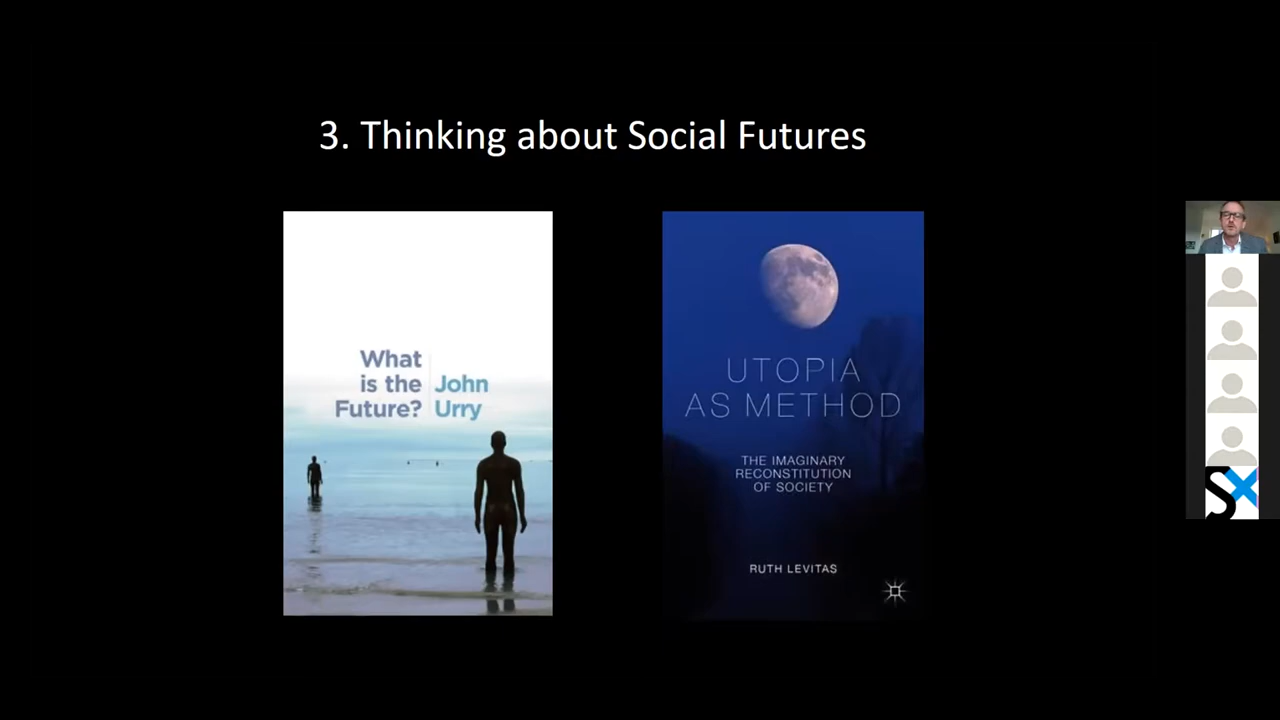 3. Thinking about Social Futures
What
is the
Future?
John
Urry
UTOPIA
AS METHOD
THE IMAGINARY
RECONSTITUTION
OF SOCIETY
RUTH LEVITAS
SX